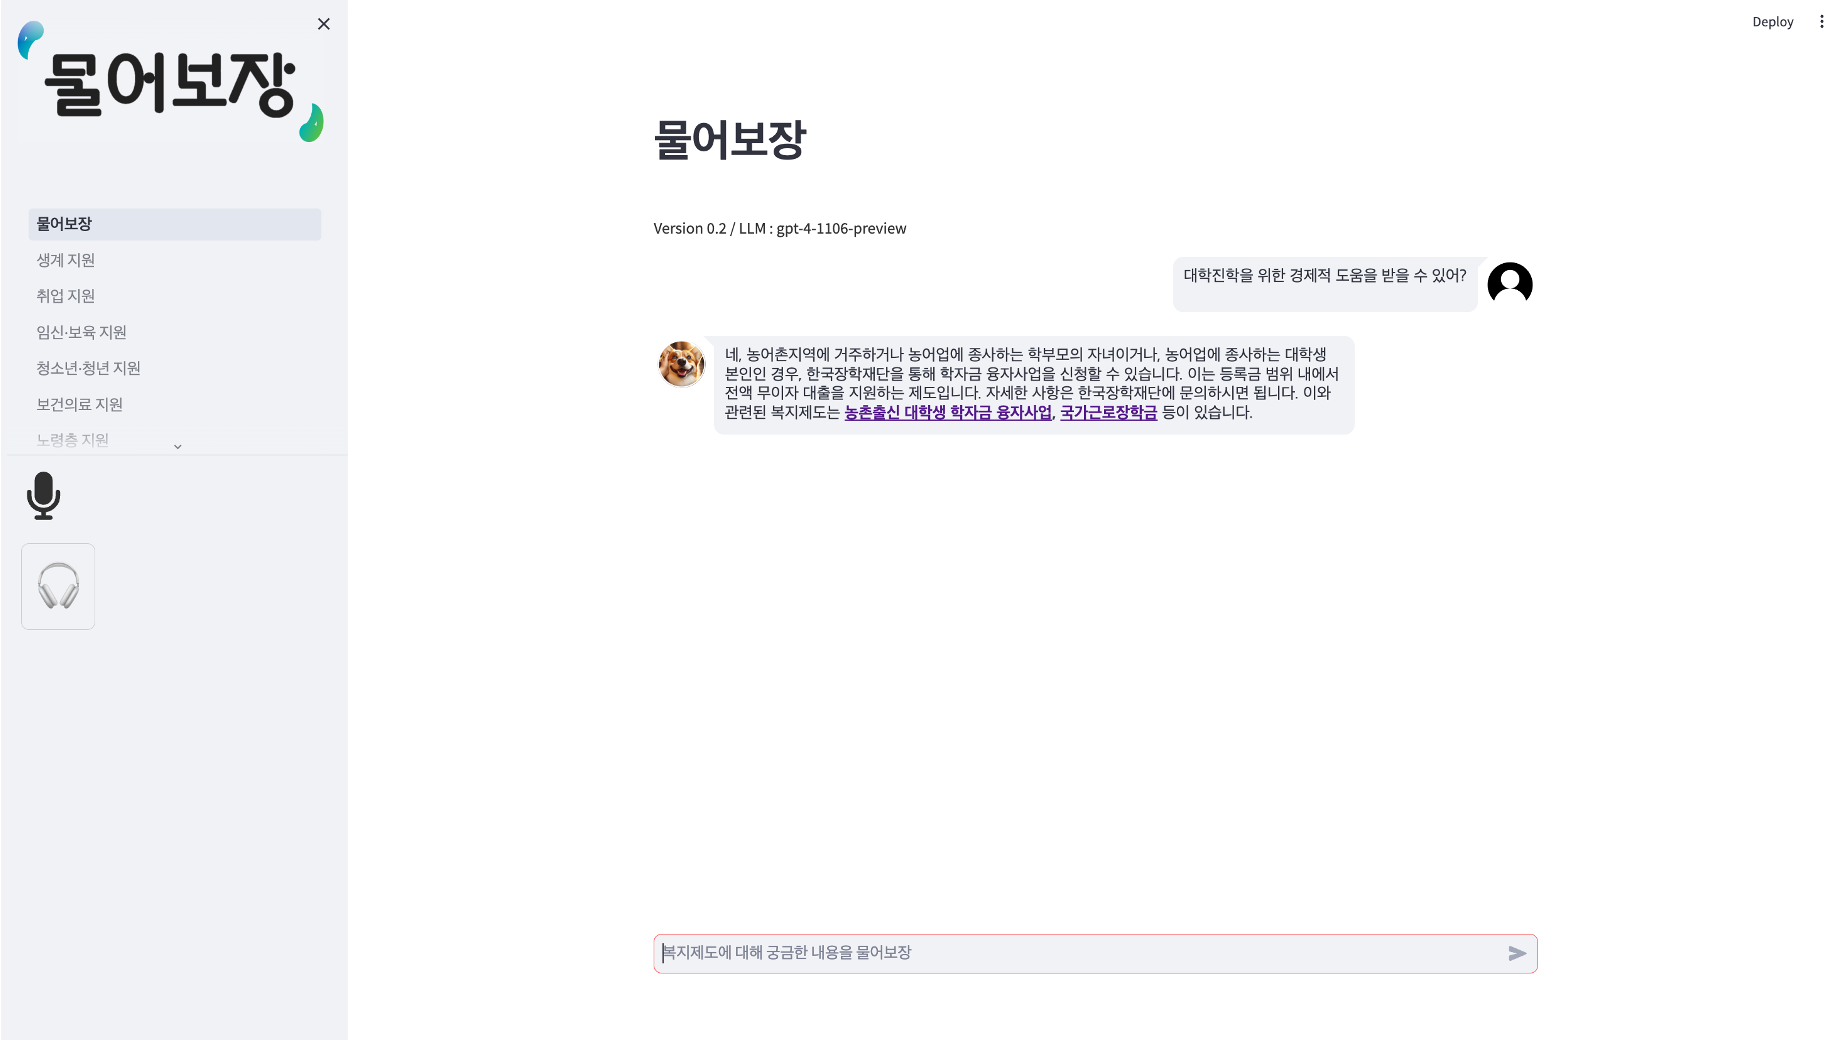 물어보장
물어보장
생계 지원
취업 지원
임신·보육 지원
청소년·청년 지원
보건의료 지원
노령층 지원
Deploy
물어보장
Version 0.2 / LLM : gpt-4-1106-preview
대학진학을 위한 경제적 도움을 받을 수 있어?
네, 농어촌지역에 거주하거나 농어업에 종사하는 학부모의 자녀이거나, 농어업에 종사하는 대학생
본인인 경우, 한국장학재단을 통해 학자금 융자사업을 신청할 수 있습니다. 이는 등록금 범위 내에서
전액 무이자 대출을 지원하는 제도입니다. 자세한 사항은 한국장학재단에 문의하시면 됩니다. 이와
관련된 복지제도는 농촌출신 대학생 학자금 융자사업, 국가근로장학금 등이 있습니다.
복지제도에 대해 궁금한 내용을 물어보장